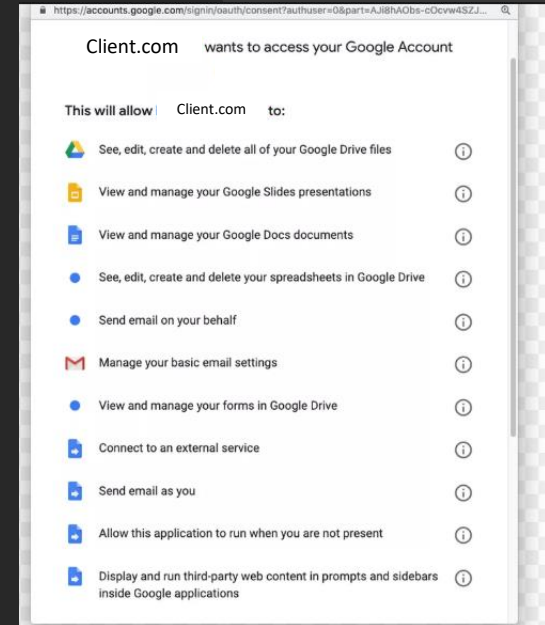 https://accounts.google.com/signin/oauth/consent?authuser=0&part=AJi8hAObs-cOcvw4SZJ...
Client.com wants to access your Google Account
This will allow Client.com to:
See, edit, create and delete all of your Google Drive files
View and manage your Google Slides presentations
View and manage your Google Docs documents
See, edit, create and delete your spreadsheets in Google Drive
Send email on your behalf
Manage your basic email settings
View and manage your forms in Google Drive
Connect to an external service
Send email as you
Allow this application to run when you are not present
Display and run third-party web content in prompts and sidebars
inside Google applications